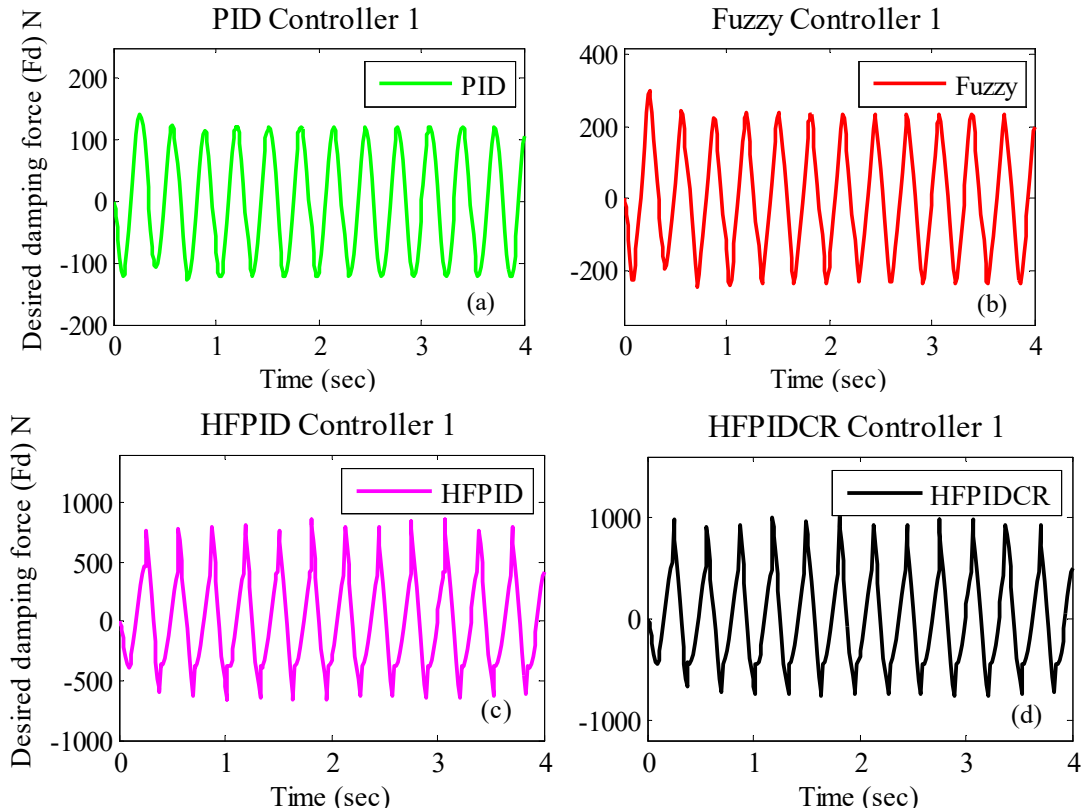 PID Controller 1
Fuzzy Controller 1
Desired damping force (Fd) N
200
100
0
-100
-200
PID
(a)
0 1 2 3 4
Time (sec)
400
200
0
-200
Fuzzy
(b)
0 1 2 3 4
Time (sec)
HFPID Controller 1
HFPIDCR Controller 1
Desired damping force (Fd) N
1000
500
0
-500
-1000
HFPID
(c)
0 1 2 3 4
Time (sec)
1000
0
-1000
HFPIDCR
(d)
0 1 2 3 4
Time (sec)